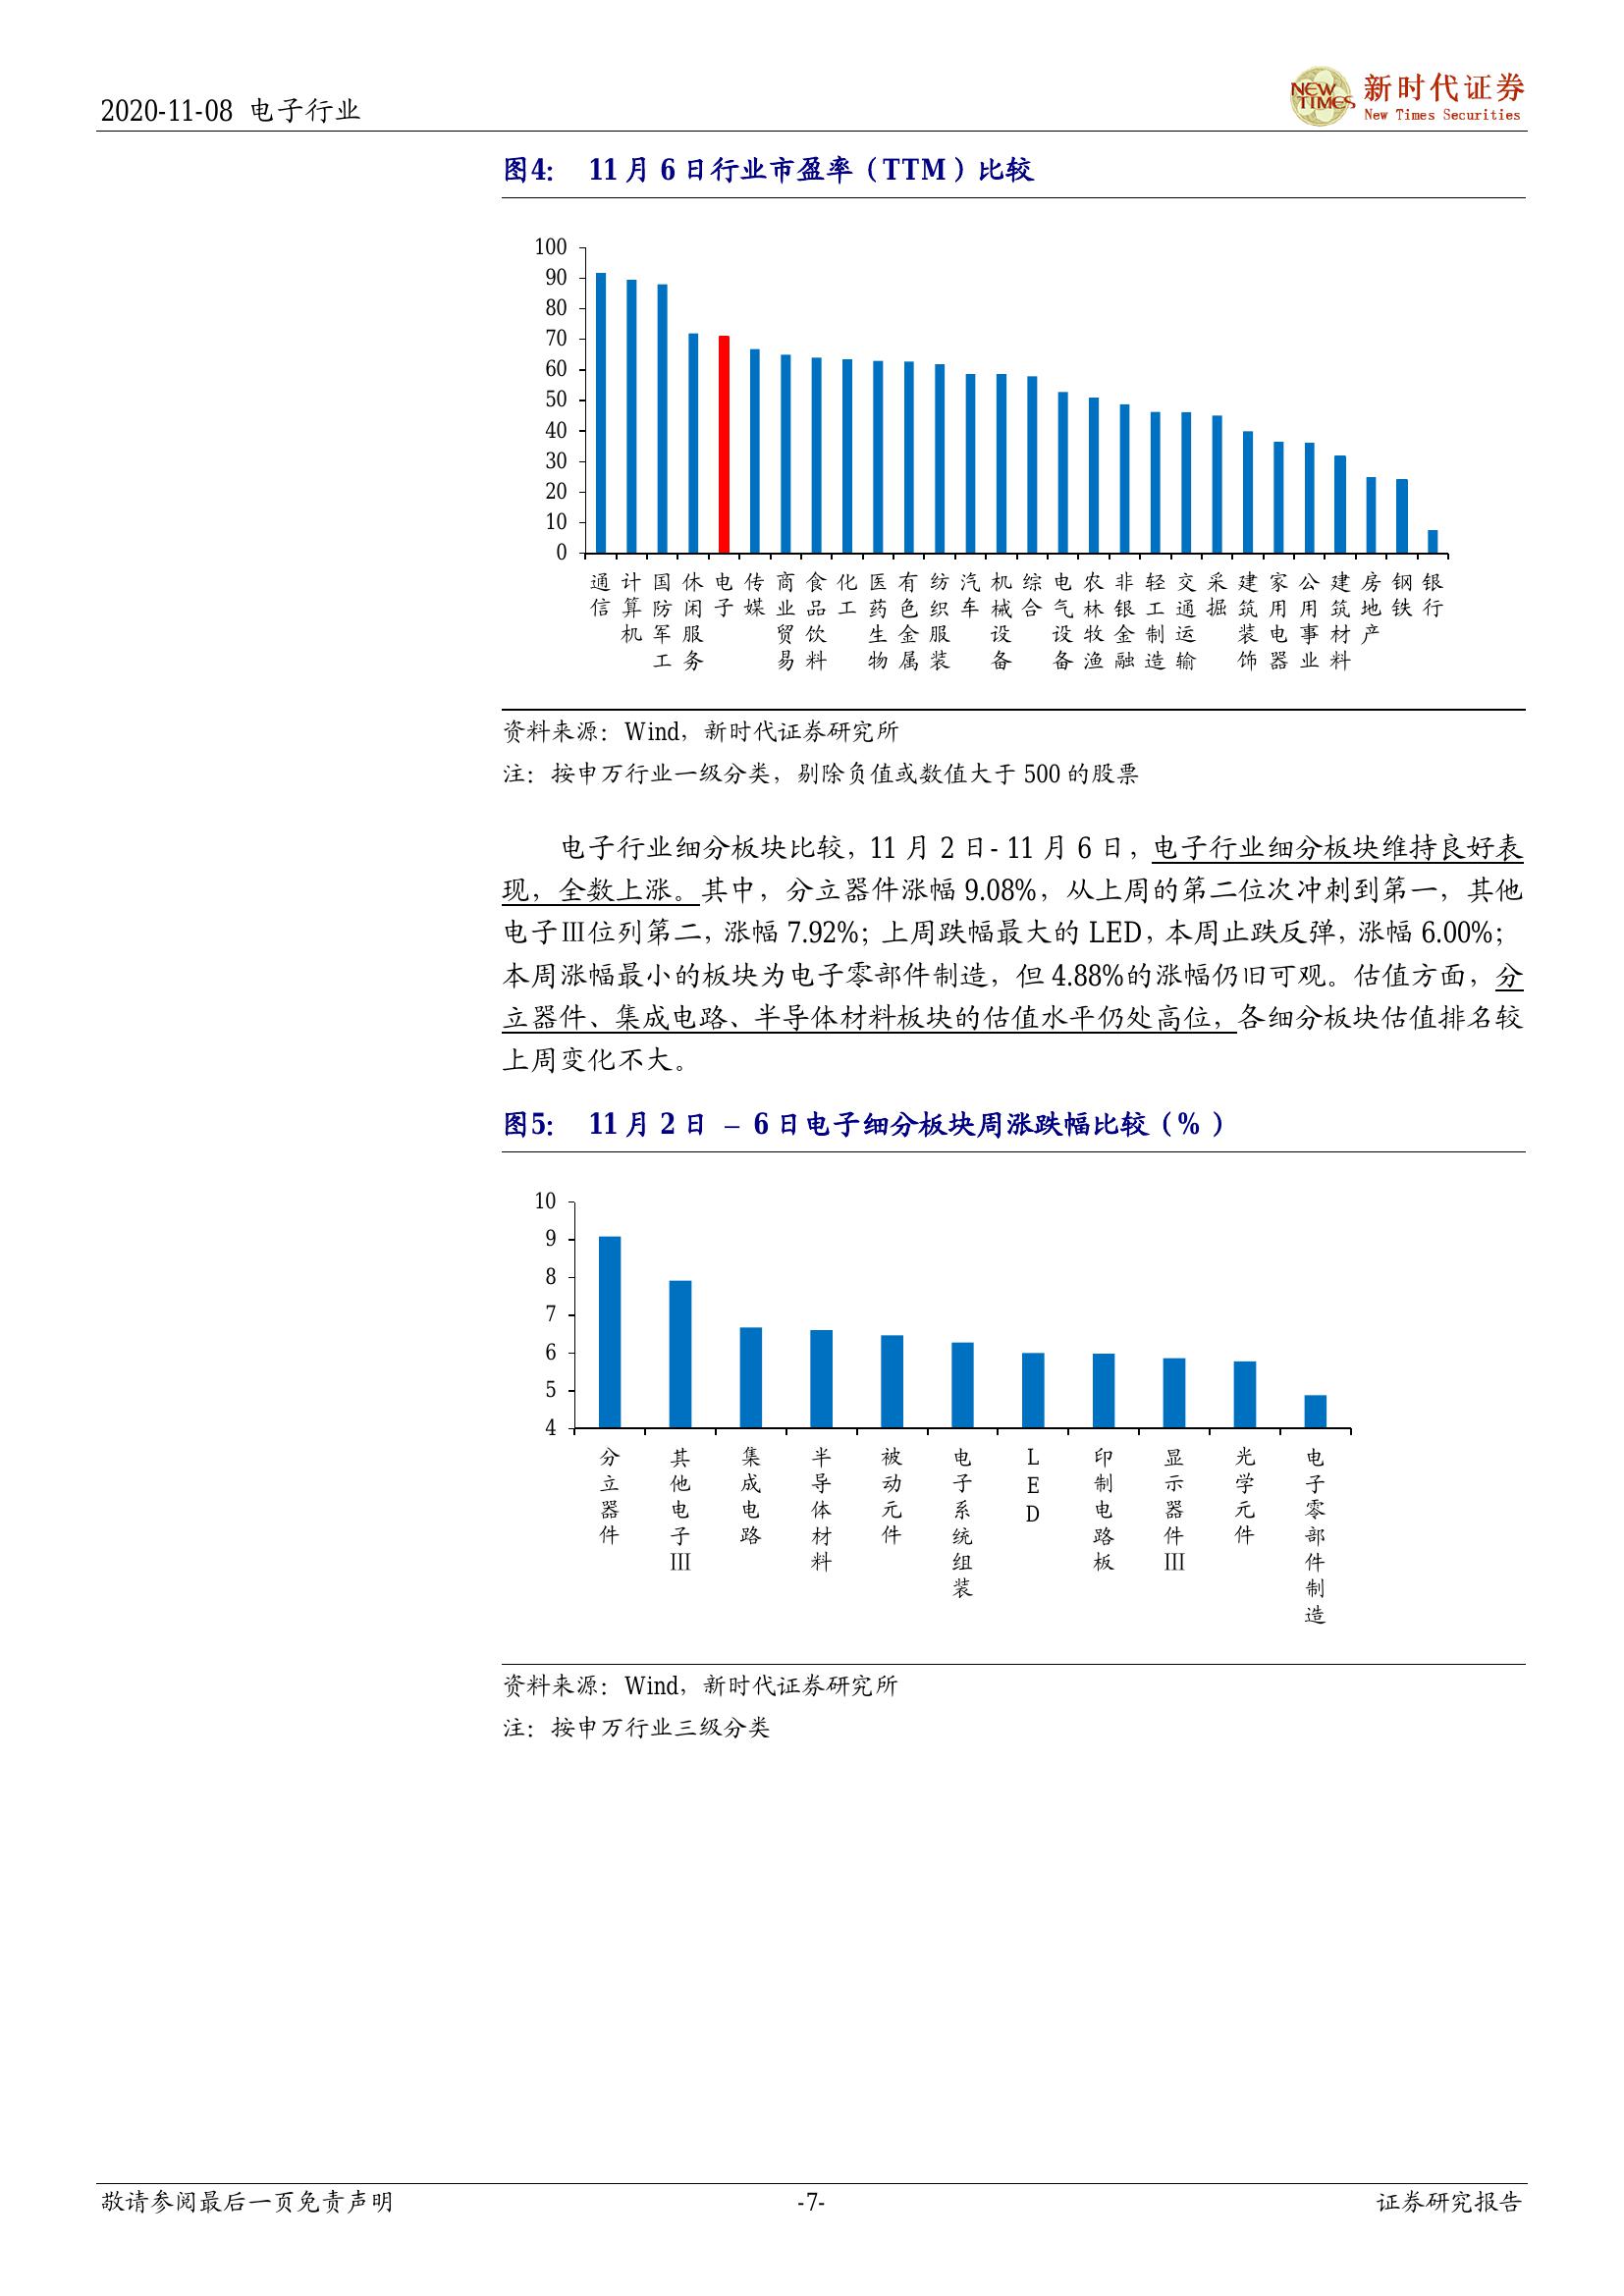 2020-11-08 电子行业
NEW TIMES
新时代证券
New Times Securities
图4： 11 月 6 日行业市盈率（TTM）比较
100
90
80
70
60
50
40
30
20
10
0
通信
计算机
国防军工
休闲服务
电子
传媒
商业贸易
食品饮料
化工
医药生物
有色金属
纺织服装
汽车
机械设备
综合
电气设备
农林牧渔
非银金融
轻工制造
交通运输
采掘
建筑装饰
家用电器
公用事业
建筑材料
房地产
钢铁
银行
资料来源：Wind，新时代证券研究所
注：按申万行业一级分类，剔除负值或数值大于 500 的股票
电子行业细分板块比较，11 月 2 日- 11 月 6 日，电子行业细分板块维持良好表
现，全数上涨。其中，分立器件涨幅 9.08%，从上周的第二位次冲刺到第一，其他
电子Ⅲ位列第二，涨幅 7.92%；上周跌幅最大的 LED，本周止跌反弹，涨幅 6.00%；
本周涨幅最小的板块为电子零部件制造，但 4.88%的涨幅仍旧可观。估值方面，分
立器件、集成电路、半导体材料板块的估值水平仍处高位，各细分板块估值排名较
上周变化不大。
图5： 11 月 2 日 – 6 日电子细分板块周涨跌幅比较（%）
10
9
8
7
6
5
4
分立器件
其他电子Ⅲ
集成电路
半导体材料
被动元件
电子系统组装
LED
印制电路板
显示器件Ⅲ
光学元件
电子零部件制造
资料来源：Wind，新时代证券研究所
注：按申万行业三级分类
敬请参阅最后一页免责声明
-7-
证券研究报告